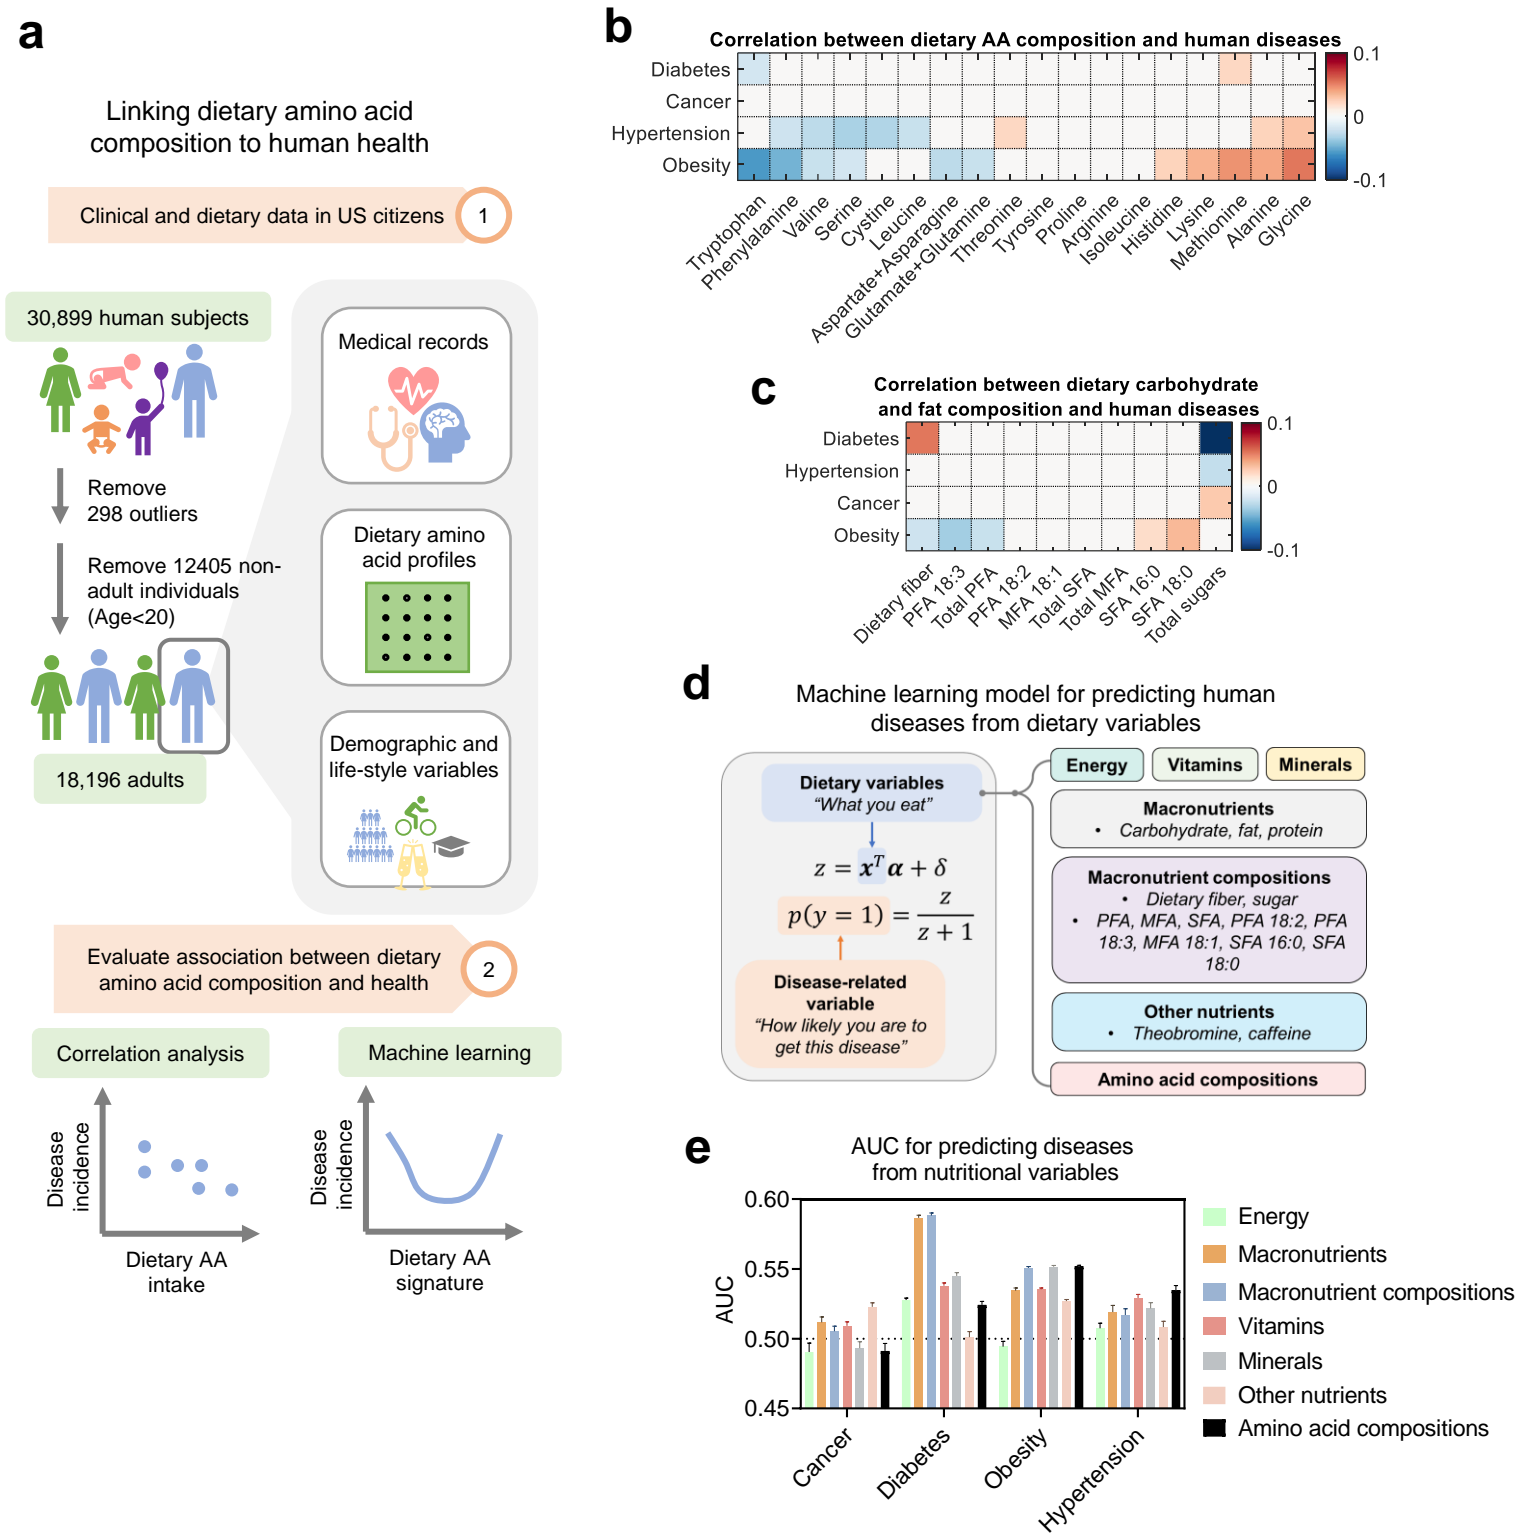 a
Linking dietary amino acid
composition to human health
Clinical and dietary data in US citizens
1
30,899 human subjects
Remove
298 outliers
Remove 12405 non-
adult individuals
(Age<20)
18,196 adults
Medical records
Dietary amino
acid profiles
Demographic and
life-style variables
Evaluate association between dietary
amino acid composition and health
2
Correlation analysis
Machine learning
Disease
incidence
Dietary AA
intake
Disease
incidence
Dietary AA
signature
b
Correlation between dietary AA composition and human diseases
Diabetes
Cancer
Hypertension
Obesity
0.1
0
-0.1
Tryptophan
Phenylalanine
Valine
Serine
Cystine
Leucine
Aspartate+Asparagine
Glutamate+Glutamine
Threonine
Tyrosine
Proline
Arginine
Isoleucine
Histidine
Lysine
Methionine
Alanine
Glycine
c
Correlation between dietary carbohydrate
and fat composition and human diseases
Diabetes
Hypertension
Cancer
Obesity
0.1
0
-0.1
Dietary fiber
PFA 18:3
Total PFA
PFA 18:2
MFA 18:1
Total SFA
Total MFA
SFA 16:0
SFA 18:0
Total sugars
d
Machine learning model for predicting human
diseases from dietary variables
Dietary variables
“What you eat”
z = x^T α + δ
p(y = 1) = z / (z + 1)
Disease-related
variable
“How likely you are to
get this disease”
Energy
Vitamins
Minerals
Macronutrients
• Carbohydrate, fat, protein
Macronutrient compositions
• Dietary fiber, sugar
• PFA, MFA, SFA, PFA 18:2, PFA
18:3, MFA 18:1, SFA 16:0, SFA
18:0
Other nutrients
• Theobromine, caffeine
Amino acid compositions
e
AUC for predicting diseases
from nutritional variables
AUC
0.60
0.55
0.50
0.45
Cancer
Diabetes
Obesity
Hypertension
Energy
Macronutrients
Macronutrient compositions
Vitamins
Minerals
Other nutrients
Amino acid compositions